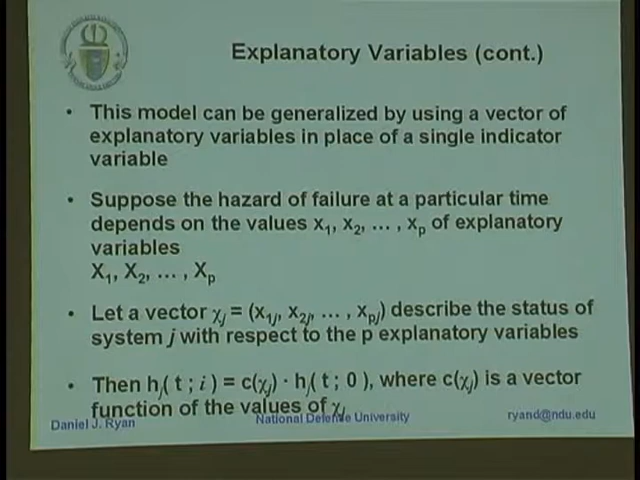 Explanatory Variables (cont.)
• This model can be generalized by using a vector of
explanatory variables in place of a single indicator
variable
• Suppose the hazard of failure at a particular time
depends on the values x₁, x₂, … , xₚ of explanatory
variables
X₁, X₂, … , Xₚ
• Let a vector χⱼ = (x₁ⱼ, x₂ⱼ, … , xₚⱼ) describe the status of
system j with respect to the p explanatory variables
• Then hⱼ( t ; i ) = c(χⱼ) · hⱼ( t ; 0 ), where c(χⱼ) is a vector
function of the values of χⱼ
Daniel J. Ryan National Defense University ryand@ndu.edu